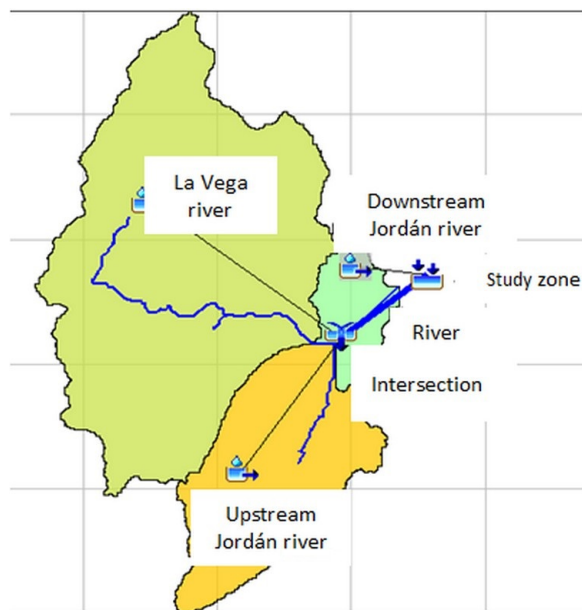 La Vega
river
Downstream
Jordán river
Study zone
River
Intersection
Upstream
Jordán river